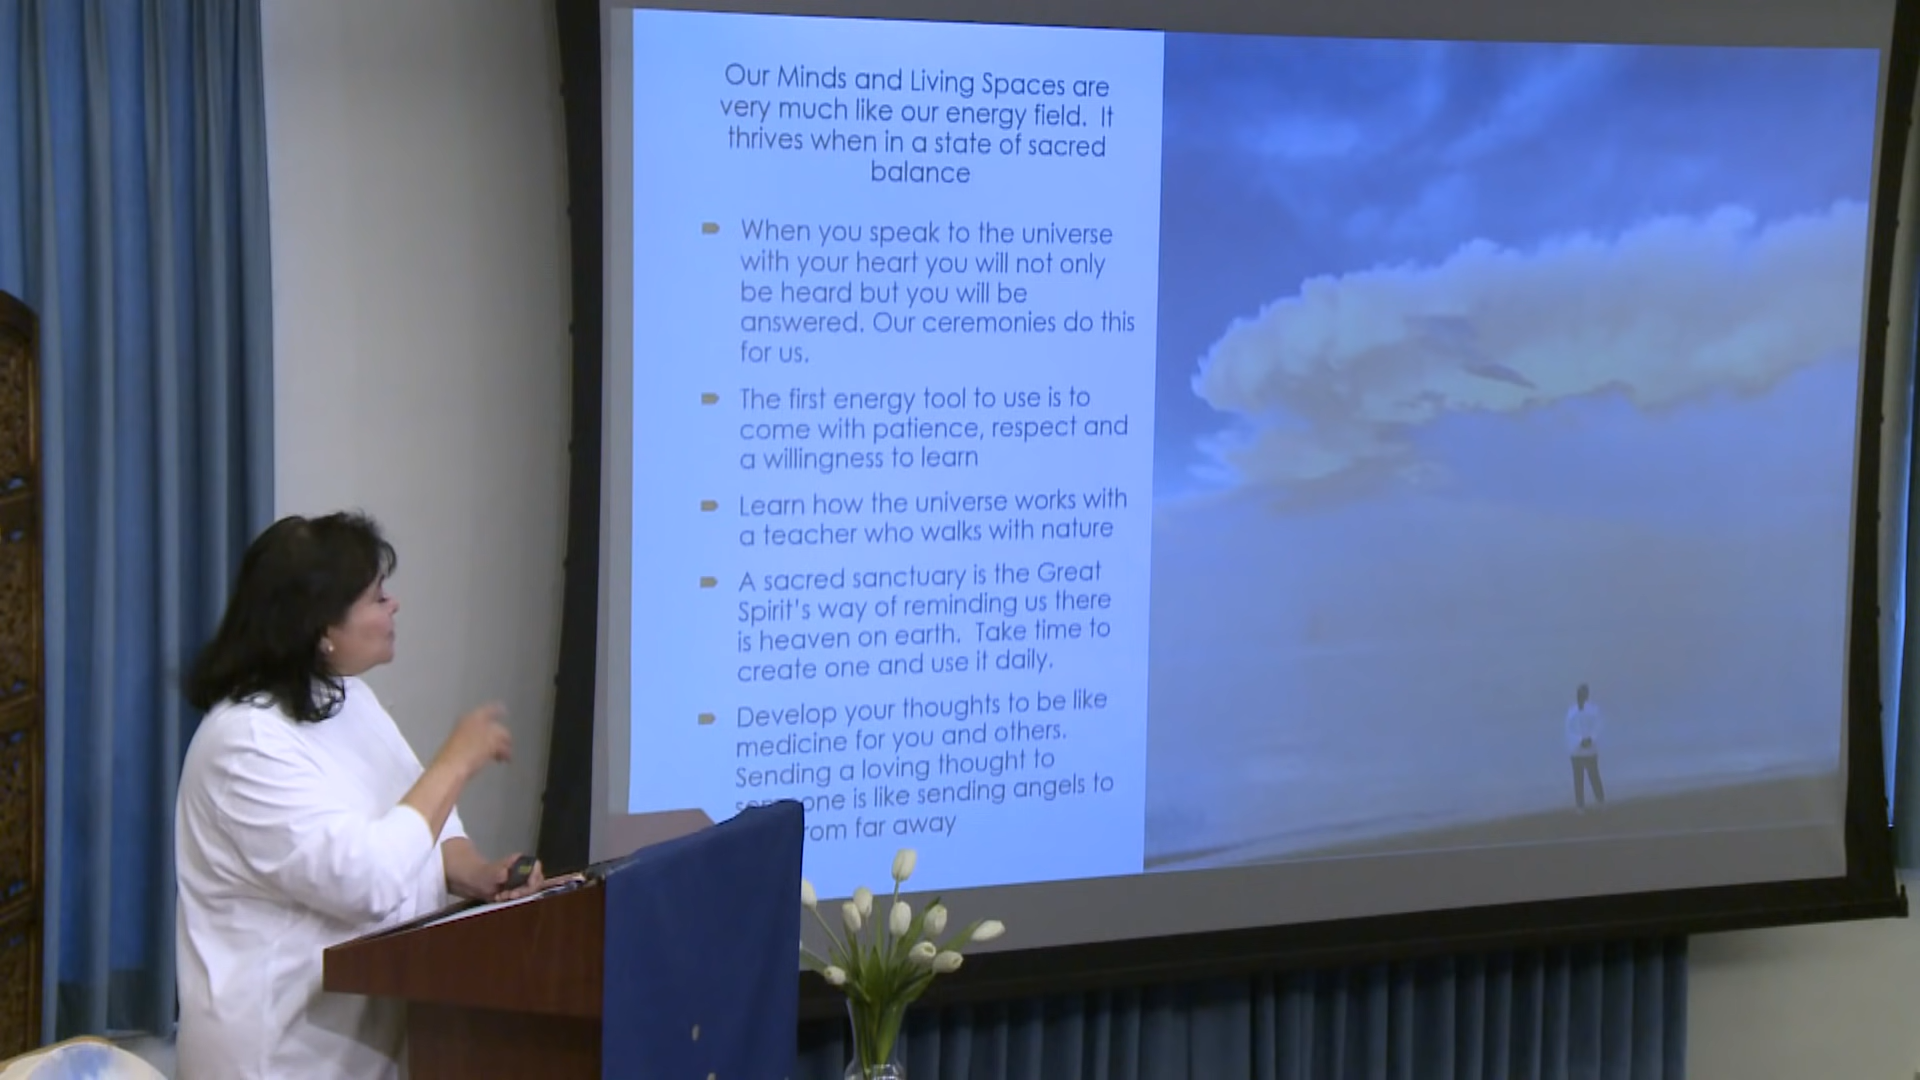 Our Minds and Living Spaces are
very much like our energy field. It
thrives when in a state of sacred
balance
When you speak to the universe
with your heart you will not only
be heard but you will be
answered. Our ceremonies do this
for us.
The first energy tool to use is to
come with patience, respect and
a willingness to learn
Learn how the universe works with
a teacher who walks with nature
A sacred sanctuary is the Great
Spirit's way of reminding us there
is heaven on earth. Take time to
create one and use it daily.
Develop your thoughts to be like
medicine for you and others.
Sending a loving thought to
someone is like sending angels to
far away